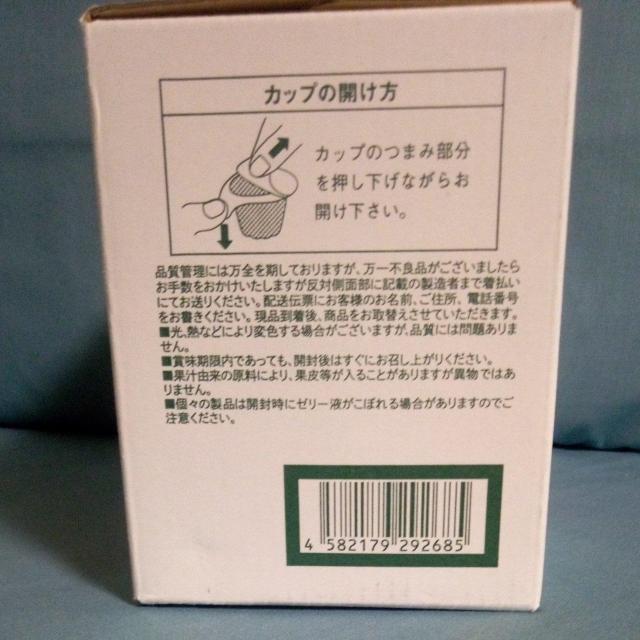 カップの開け方
カップのつまみ部分
を押し下げながらお
開け下さい。
品質管理には万全を期しておりますが、万一不良品がございましたら
お手数をおかけいたしますが反対側面部に記載の製造者まで着払い
にてお送りください。配送伝票にお客様のお名前、ご住所、電話番号
をお書きください。現品到着後、商品をお取替えさせていただきます。
■光、熱などにより変色する場合がございますが、品質には問題ありま
せん。
■賞味期限内であっても、開封後はすぐにお召し上がりください。
■果汁由来の原料により、果皮等が入ることがありますが異物ではあ
りません。
■個々の製品は開封時にゼリー液がこぼれる場合がありますのでご
注意ください。
4 582179 292685